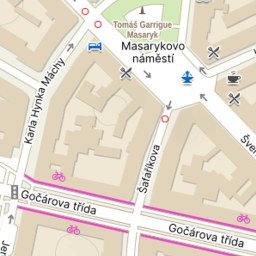 Tomáš Garrigue
Masaryk
Masarykovo
náměstí
Karla Hynka Máchy
Šafaříkova
Gočárova třída
Gočárova třída